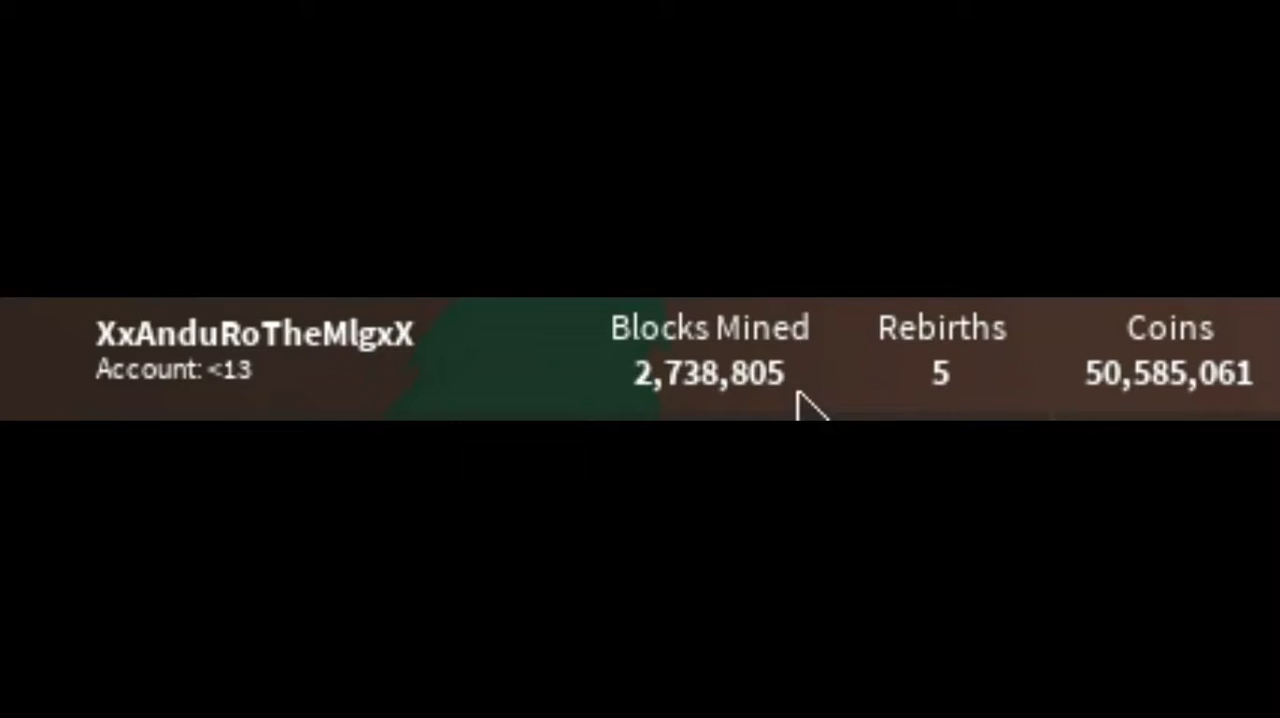 XxAnduRoTheMlgxX
Account: <13
Blocks Mined Rebirths Coins
2,738,805 5 50,585,061